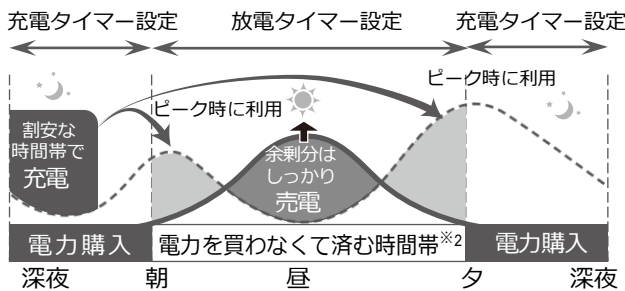 充電タイマー設定
放電タイマー設定
充電タイマー設定
ピーク時に利用
ピーク時に利用
割安な
時間帯で
充電
余剰分は
しっかり
売電
電力購入
電力を買わなくて済む時間帯※2
電力購入
深夜
朝
昼
夕
深夜